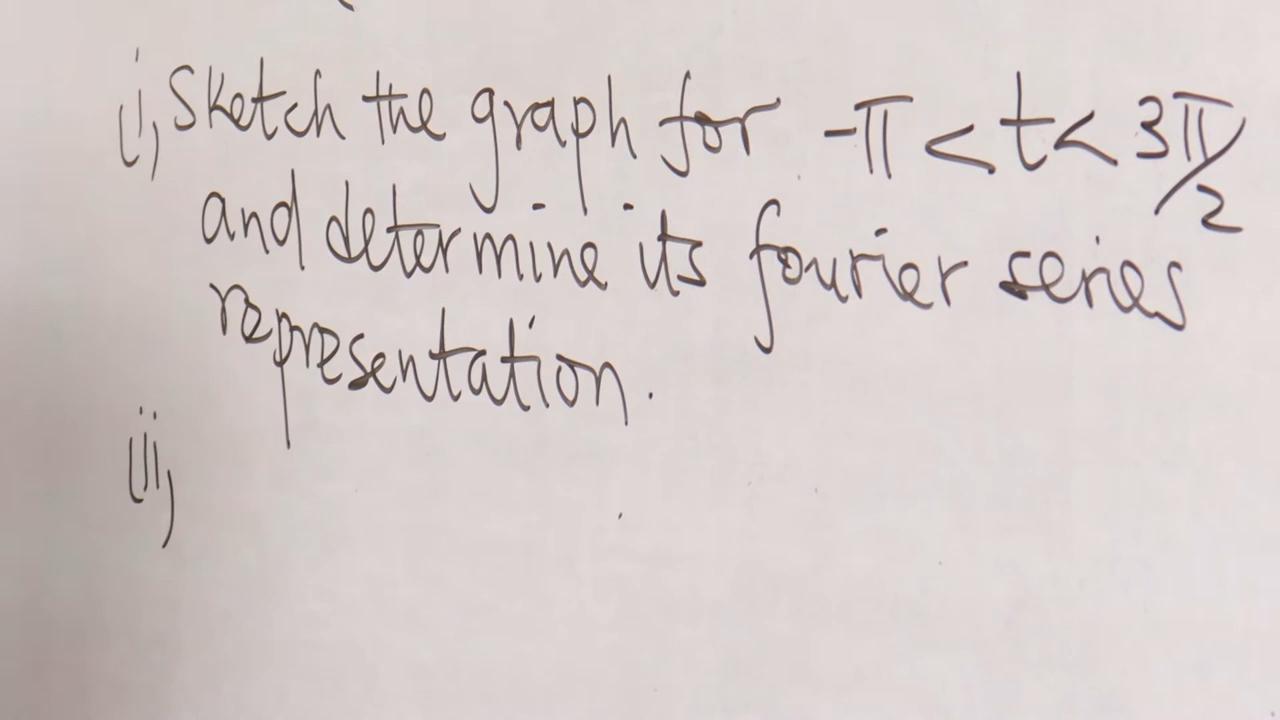 i, Sketch the graph for -π < t < 3π/2
and determine its fourier series
representation.
ii,